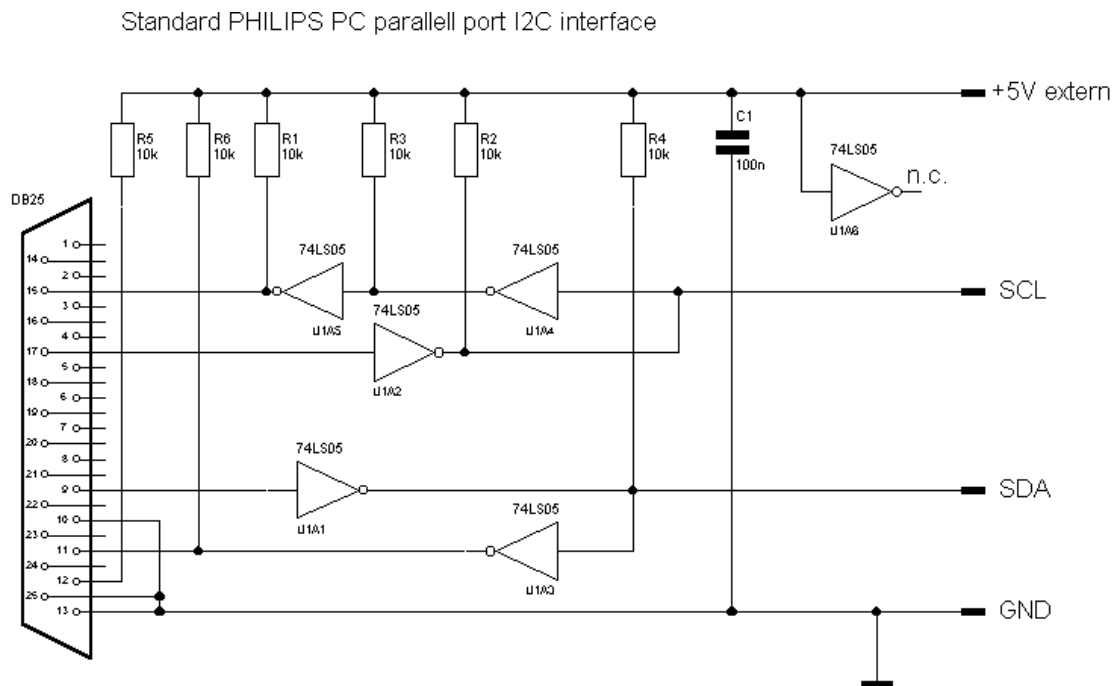 Standard PHILIPS PC parallell port I2C interface
+5V extern
R5
10k
R6
10k
R1
10k
R3
10k
R2
10k
R4
10k
C1
100n
74LS05
n.c.
U1A6
DB25
1
14
2
15
3
16
4
17
5
18
6
19
7
20
8
21
9
22
10
23
11
24
12
25
13
74LS05
U1A5
74LS05
U1A4
SCL
74LS05
U1A2
74LS05
U1A1
SDA
74LS05
U1A3
GND